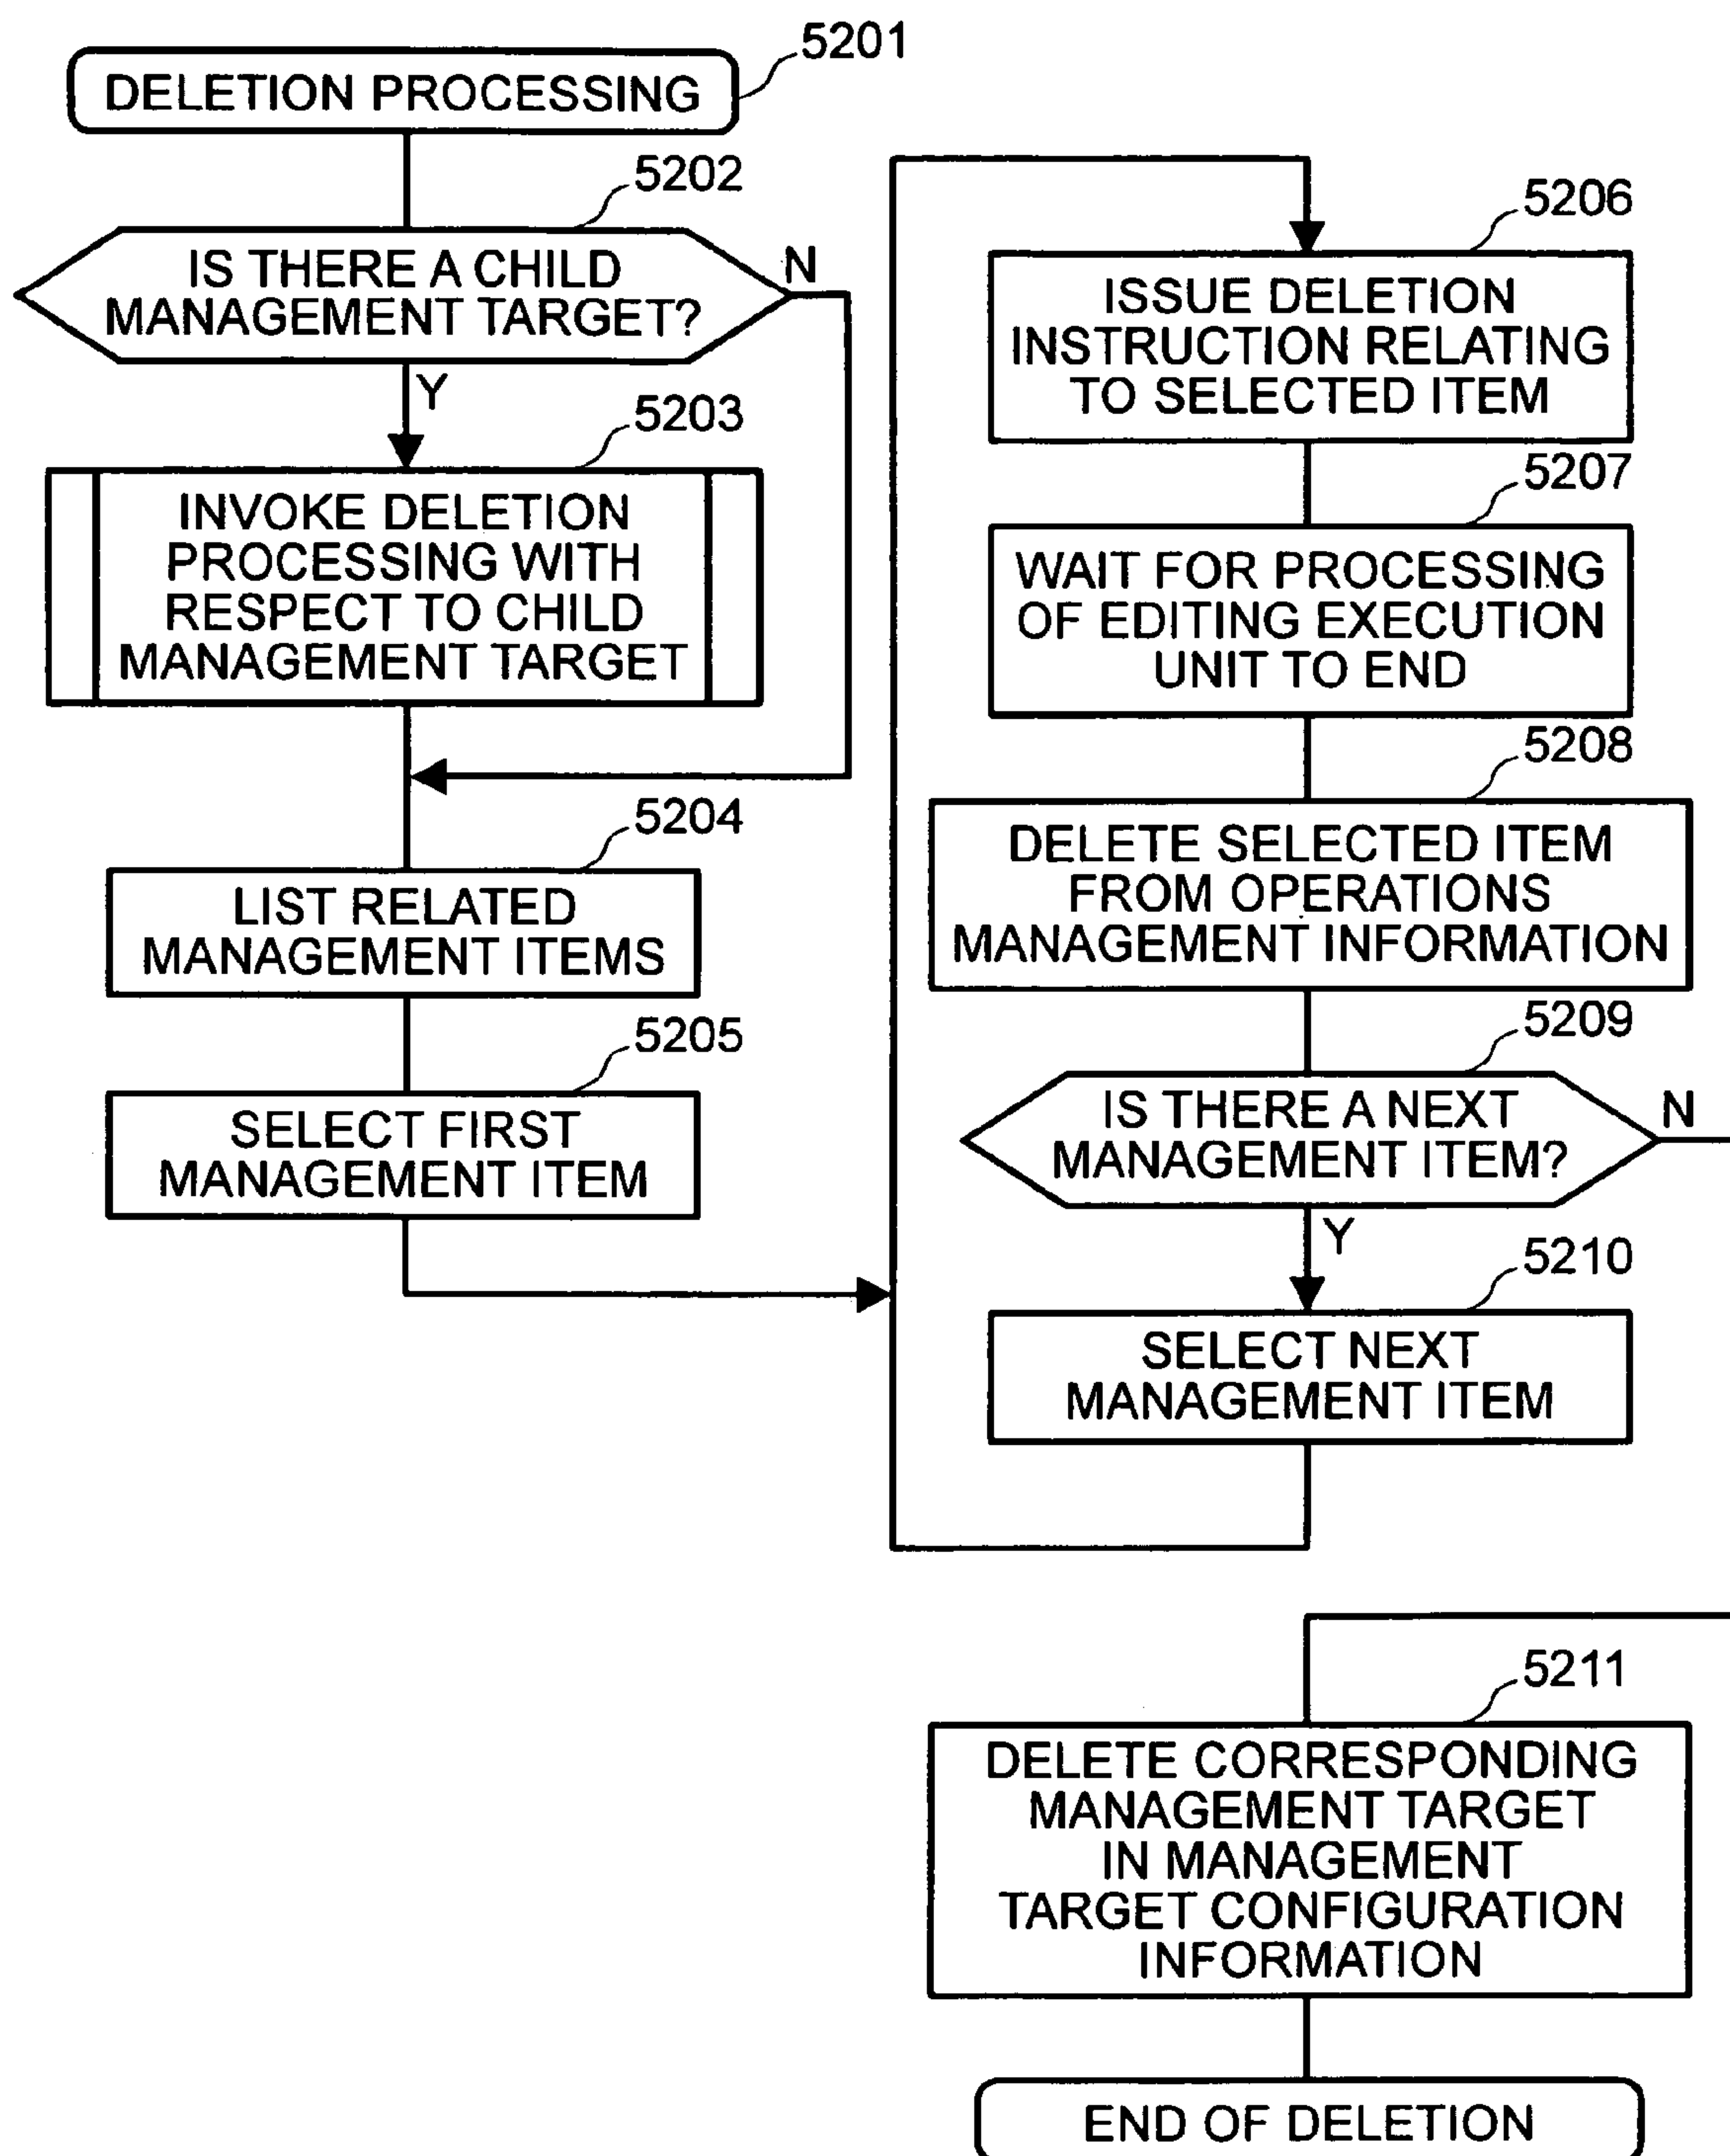 5201
DELETION PROCESSING
5202
IS THERE A CHILD
MANAGEMENT TARGET?
N
Y
5203
INVOKE DELETION
PROCESSING WITH
RESPECT TO CHILD
MANAGEMENT TARGET
5204
LIST RELATED
MANAGEMENT ITEMS
5205
SELECT FIRST
MANAGEMENT ITEM
5206
ISSUE DELETION
INSTRUCTION RELATING
TO SELECTED ITEM
5207
WAIT FOR PROCESSING
OF EDITING EXECUTION
UNIT TO END
5208
DELETE SELECTED ITEM
FROM OPERATIONS
MANAGEMENT INFORMATION
5209
IS THERE A NEXT
MANAGEMENT ITEM?
N
Y
5210
SELECT NEXT
MANAGEMENT ITEM
5211
DELETE CORRESPONDING
MANAGEMENT TARGET
IN MANAGEMENT
TARGET CONFIGURATION
INFORMATION
END OF DELETION